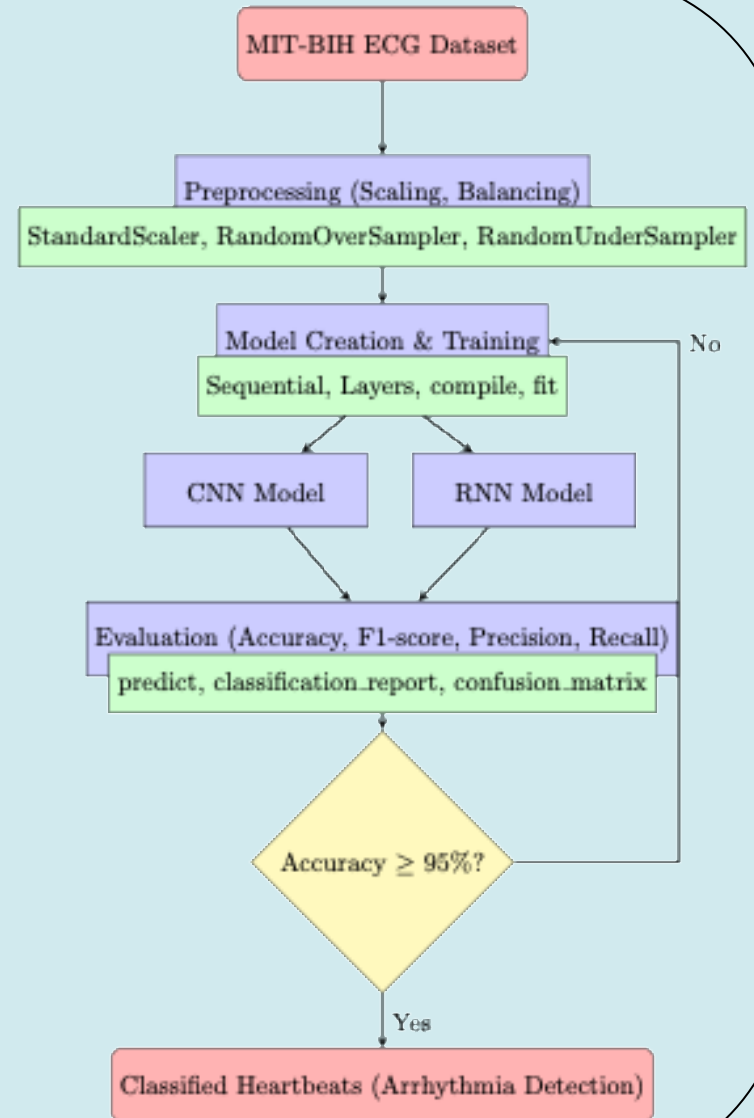 MIT-BIH ECG Dataset
Preprocessing (Scaling, Balancing)
StandardScaler, RandomOverSampler, RandomUnderSampler
Model Creation & Training
No
Sequential, Layers, compile, fit
CNN Model
RNN Model
Evaluation (Accuracy, F1-score, Precision, Recall)
predict, classification_report, confusion_matrix
Accuracy ≥ 95%?
Yes
Classified Heartbeats (Arrhythmia Detection)